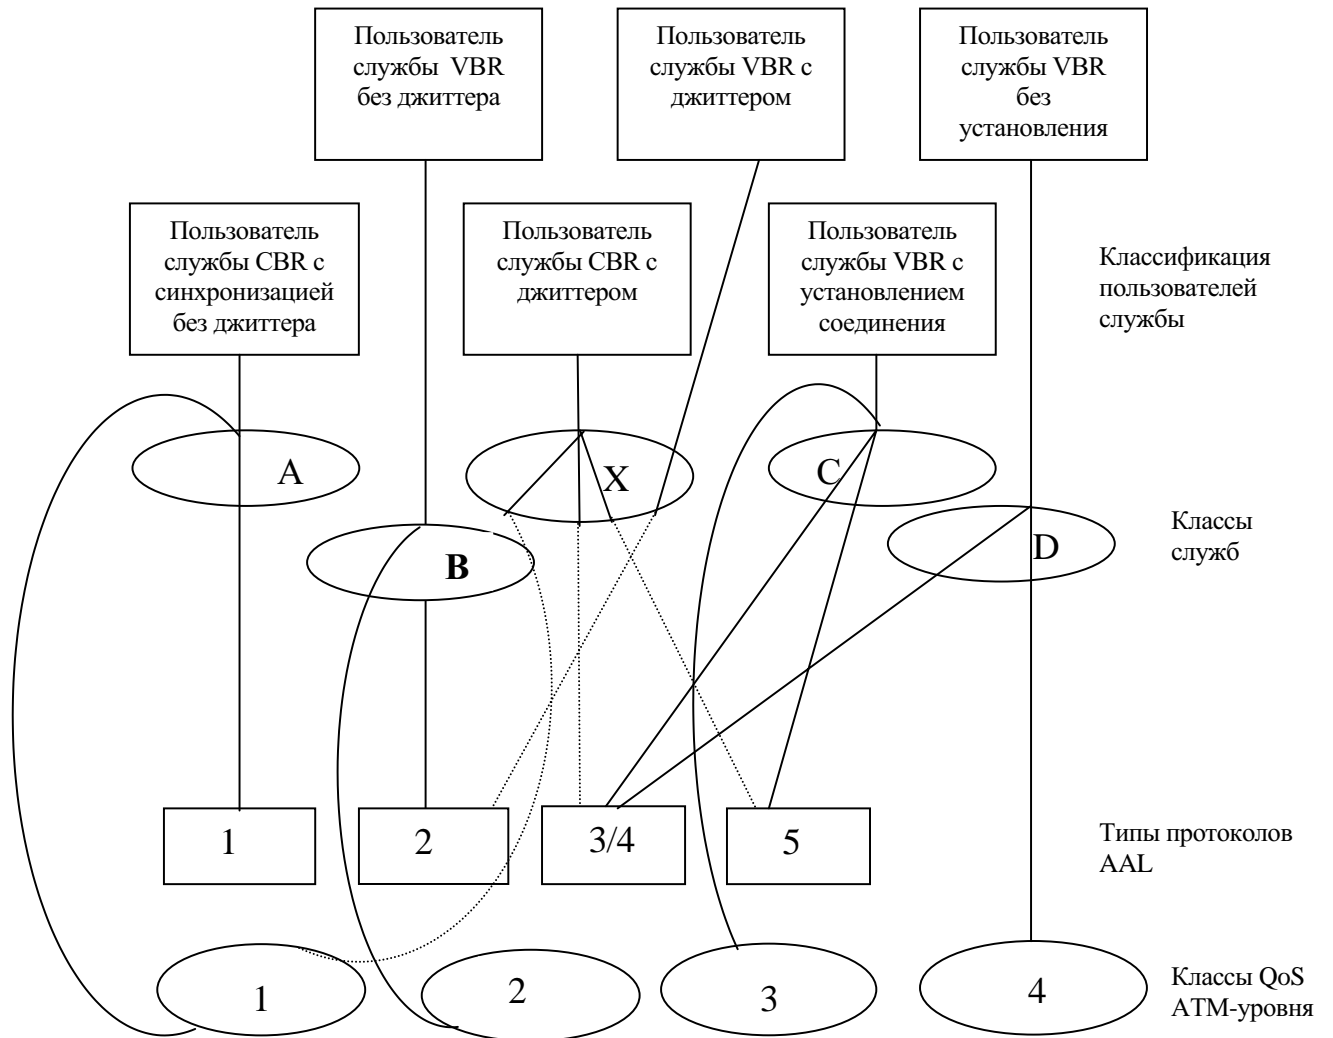 Пользователь
службы VBR
без джиттера
Пользователь
службы VBR с
джиттером
Пользователь
службы VBR
без
установления
Пользователь
службы CBR с
синхронизацией
без джиттера
Пользователь
службы CBR с
джиттером
Пользователь
службы VBR с
установлением
соединения
Классификация
пользователей
службы
A
X
C
B
D
Классы
служб
1
2
3/4
5
Типы протоколов
AAL
1
2
3
4
Классы QoS
ATM-уровня